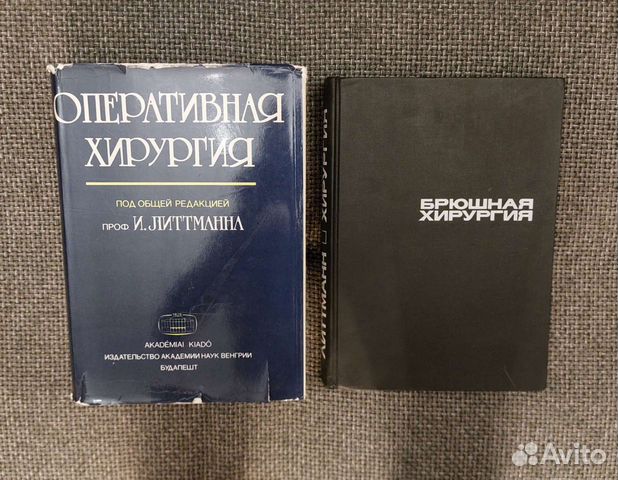 ОПЕРАТИВНАЯ
ХИРУРГИЯ
ПОД ОБЩЕЙ РЕДАКЦИЕЙ
ПРОФ И. ЛИТТМАННА
1828
AKADÉMIAI KIADÓ
ИЗДАТЕЛЬСТВО АКАДЕМИИ НАУК ВЕНГРИИ
БУДАПЕШТ
ЛИТТМАНН □ ХИРУРГИЯ
БРЮШНАЯ
ХИРУРГИЯ
Avito